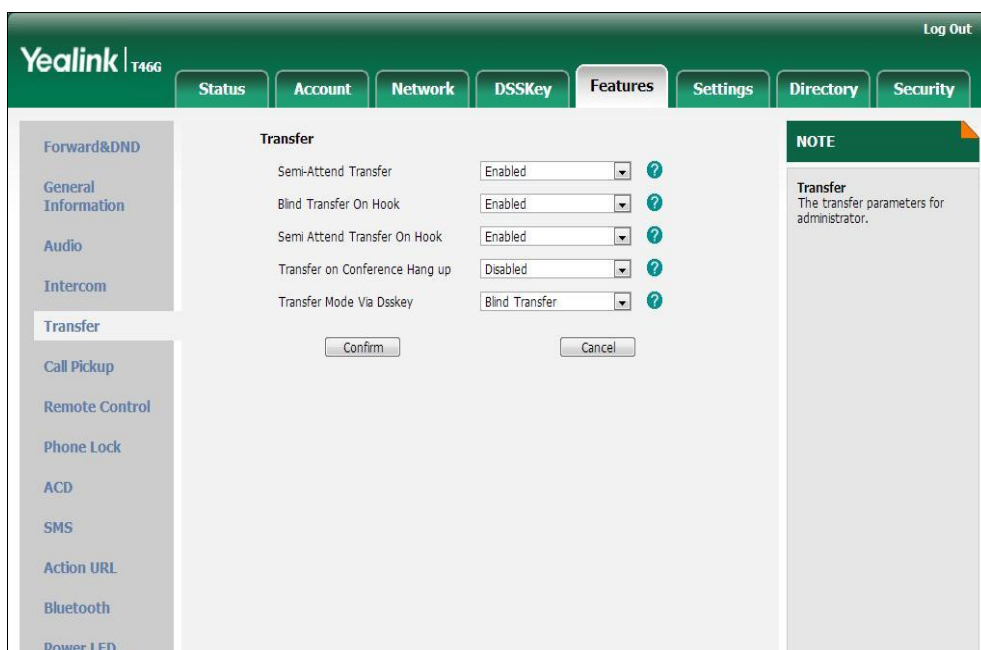 Log Out
Yealink T46G
Status Account Network DSSKey Features Settings Directory Security
Forward&DND
General
Information
Audio
Intercom
Transfer
Call Pickup
Remote Control
Phone Lock
ACD
SMS
Action URL
Bluetooth
Power LED
Transfer
Semi-Attend Transfer Enabled ?
Blind Transfer On Hook Enabled ?
Semi Attend Transfer On Hook Enabled ?
Transfer on Conference Hang up Disabled ?
Transfer Mode Via Dsskey Blind Transfer ?
Confirm Cancel
NOTE
Transfer
The transfer parameters for
administrator.